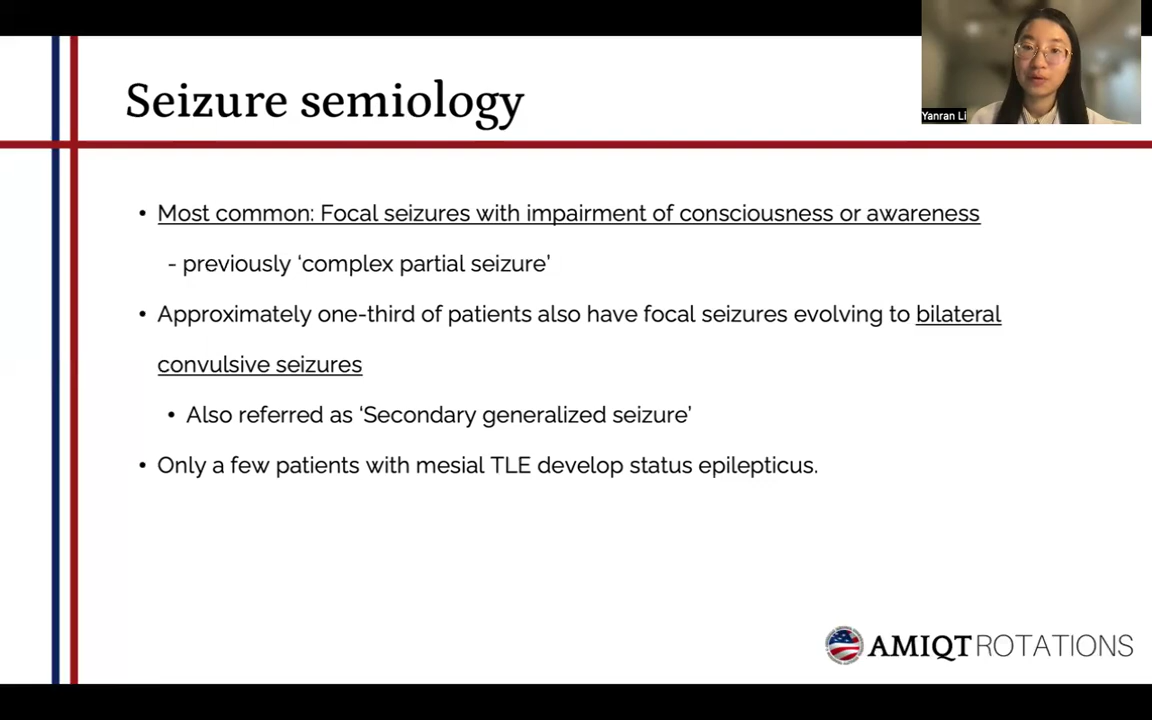 Seizure semiology
Yanran Li
• Most common: Focal seizures with impairment of consciousness or awareness
- previously ‘complex partial seizure’
• Approximately one-third of patients also have focal seizures evolving to bilateral
convulsive seizures
• Also referred as ‘Secondary generalized seizure’
• Only a few patients with mesial TLE develop status epilepticus.
AMIQT ROTATIONS